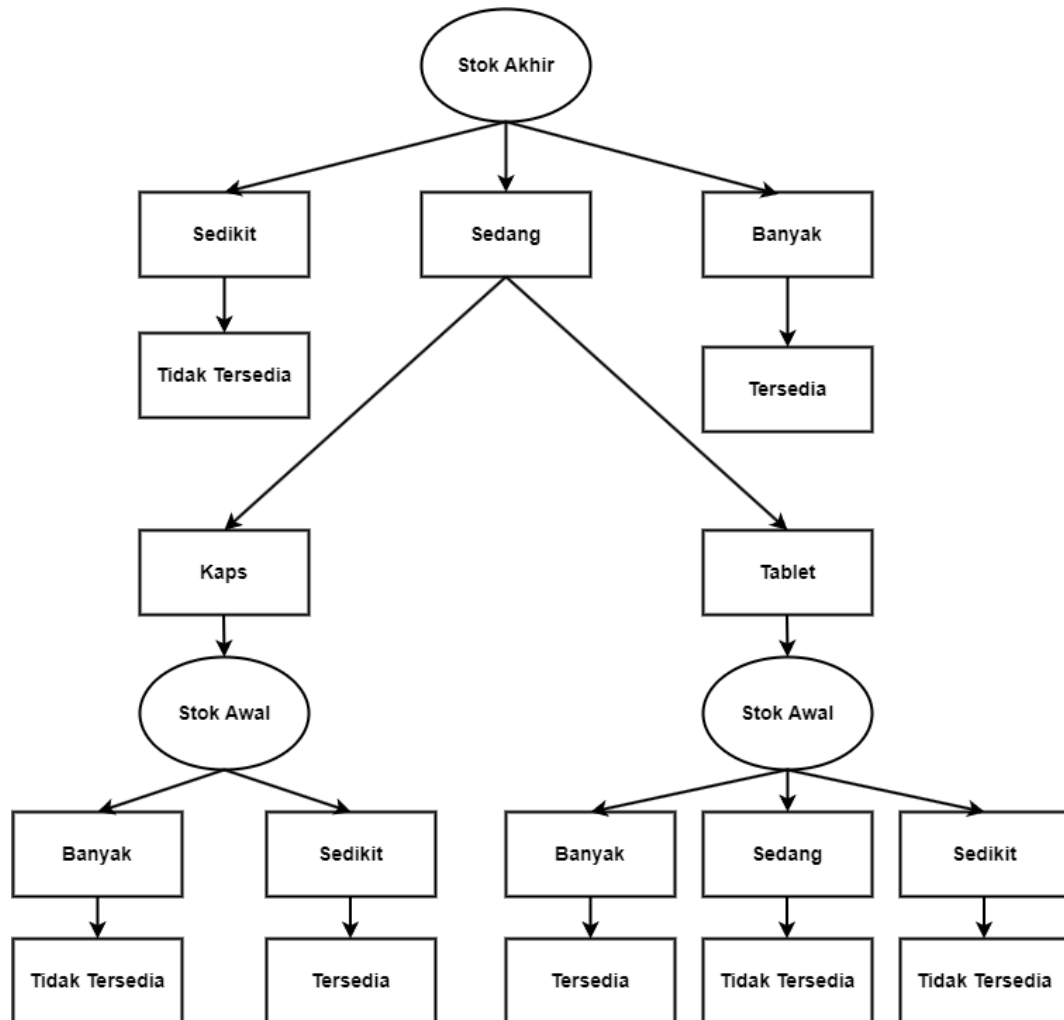 Stok Akhir
Sedikit
Sedang
Banyak
Tidak Tersedia
Tersedia
Kaps
Tablet
Stok Awal
Stok Awal
Banyak
Sedikit
Banyak
Sedang
Sedikit
Tidak Tersedia
Tersedia
Tersedia
Tidak Tersedia
Tidak Tersedia